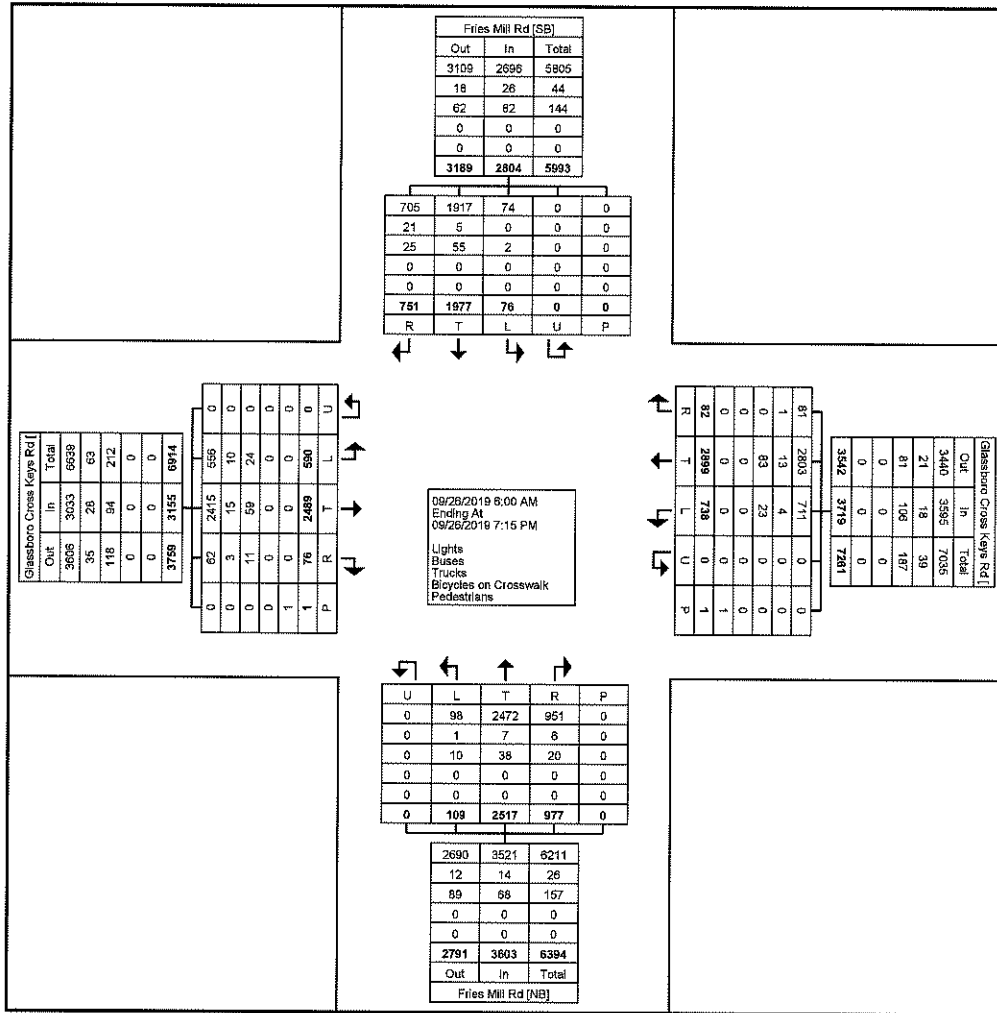 Fries Mill Rd [SB]
Out In Total
3109 2696 5805
18 26 44
62 82 144
0 0 0
0 0 0
3189 2804 5993
705 1917 74 0 0
21 5 0 0 0
25 55 2 0 0
0 0 0 0 0
0 0 0 0 0
751 1977 76 0 0
R T L U P
Glassboro Cross Keys Rd [
Out In Total
3606 3033 6639
35 28 63
118 94 212
0 0 0
0 0 0
3759 3155 6914
0 62 2415 556 0
0 3 15 10 0
0 11 59 24 0
0 0 0 0 0
1 0 0 0 0
1 76 2489 590 0
P R T L U
09/26/2019 6:00 AM
Ending At
09/26/2019 7:15 PM
Lights
Buses
Trucks
Bicycles on Crosswalk
Pedestrians
Glassboro Cross Keys Rd [
Out In Total
3440 3595 7035
21 18 39
81 106 187
0 0 0
0 0 0
3542 3719 7261
81 2803 711 0 0
1 13 4 0 0
0 83 23 0 0
0 0 0 0 0
0 0 0 0 1
82 2899 738 0 1
R T L U P
U L T R P
0 98 2472 951 0
0 1 7 6 0
0 10 38 20 0
0 0 0 0 0
0 0 0 0 0
0 109 2517 977 0
2690 3521 6211
12 14 26
89 68 157
0 0 0
0 0 0
2791 3603 6394
Out In Total
Fries Mill Rd [NB]